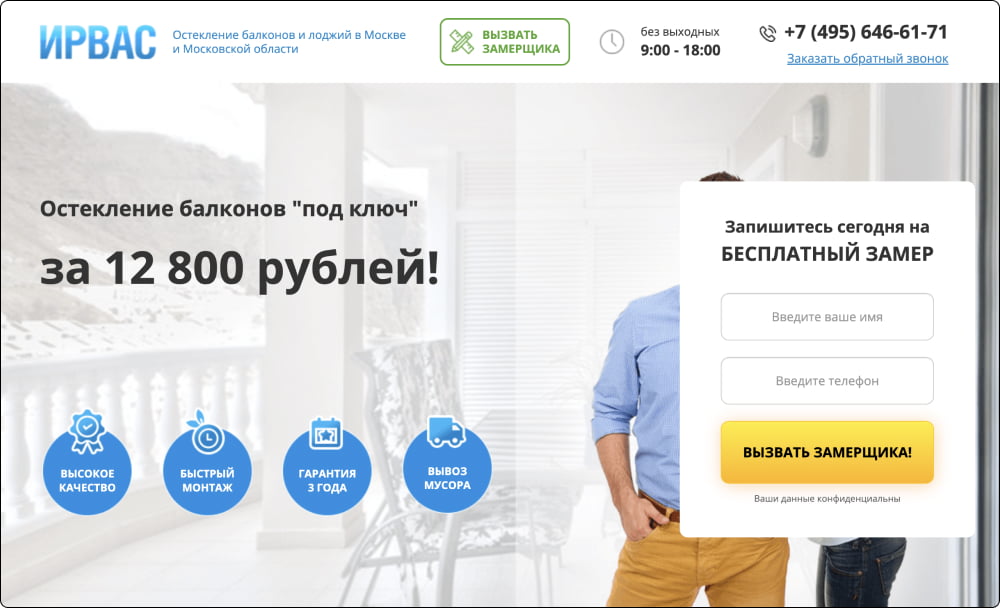 ИРВАС
Остекление балконов и лоджий в Москве
и Московской области
ВЫЗВАТЬ
ЗАМЕРЩИКА
без выходных
9:00 - 18:00
+7 (495) 646-61-71
Заказать обратный звонок
Остекление балконов "под ключ"
за 12 800 рублей!
ВЫСОКОЕ
КАЧЕСТВО
БЫСТРЫЙ
МОНТАЖ
ГАРАНТИЯ
3 ГОДА
ВЫВОЗ
МУСОРА
Запишитесь сегодня на
БЕСПЛАТНЫЙ ЗАМЕР
Введите ваше имя
Введите телефон
ВЫЗВАТЬ ЗАМЕРЩИКА!
Ваши данные конфиденциальны